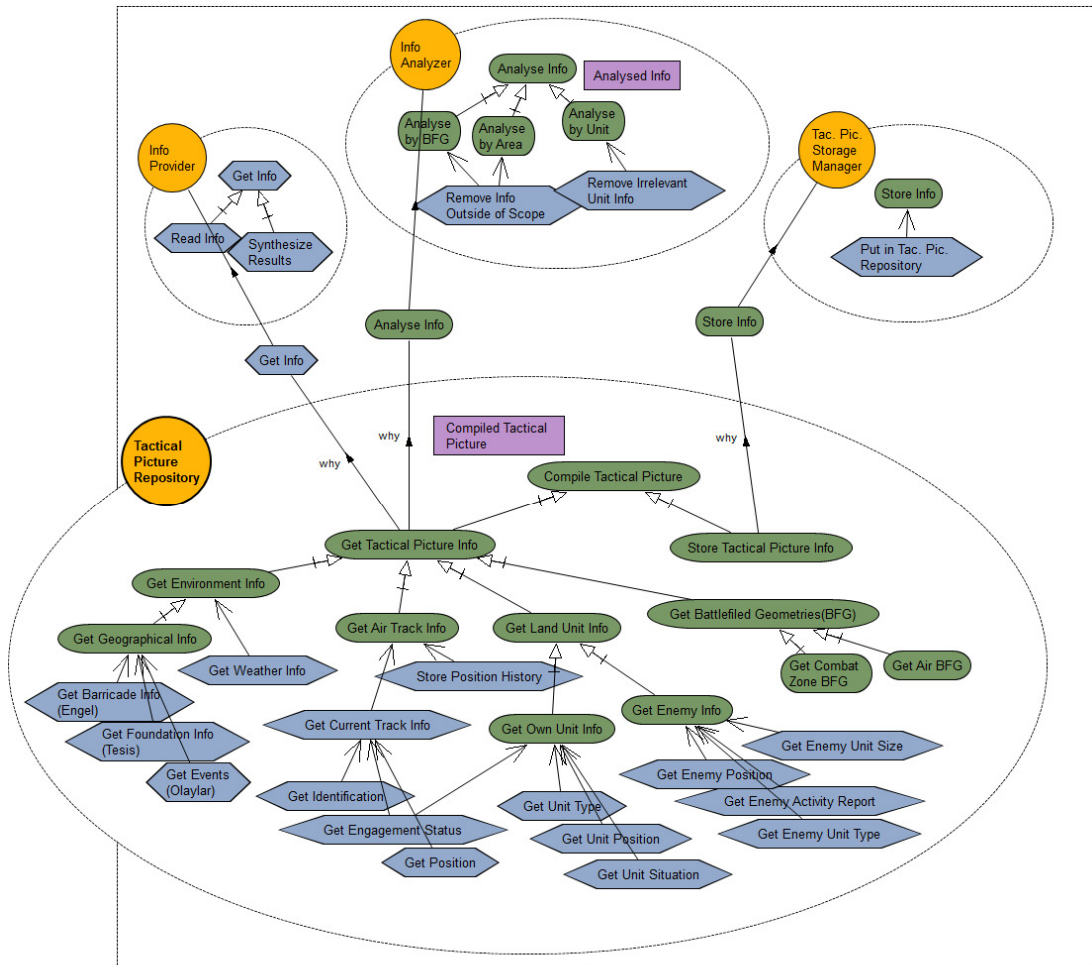 Info
Analyzer
Analyse Info
Analysed Info
Analyse
by BFG
Analyse
by Area
Analyse
by Unit
Remove Info
Outside of Scope
Remove Irrelevant
Unit Info
Info
Provider
Get Info
Read Info
Synthesize
Results
Tac. Pic.
Storage
Manager
Store Info
Put in Tac. Pic.
Repository
Analyse Info
Store Info
Get Info
why
why
why
Tactical
Picture
Repository
Compiled Tactical
Picture
Compile Tactical Picture
Get Tactical Picture Info
Store Tactical Picture Info
Get Environment Info
Get Battlefiled Geometries(BFG)
Get Geographical Info
Get Air Track Info
Get Land Unit Info
Get Weather Info
Store Position History
Get Combat
Zone BFG
Get Air BFG
Get Barricade Info
(Engel)
Get Foundation Info
(Tesis)
Get Events
(Olaylar)
Get Current Track Info
Get Own Unit Info
Get Enemy Info
Get Enemy Unit Size
Get Enemy Position
Get Enemy Activity Report
Get Enemy Unit Type
Get Identification
Get Engagement Status
Get Position
Get Unit Type
Get Unit Position
Get Unit Situation